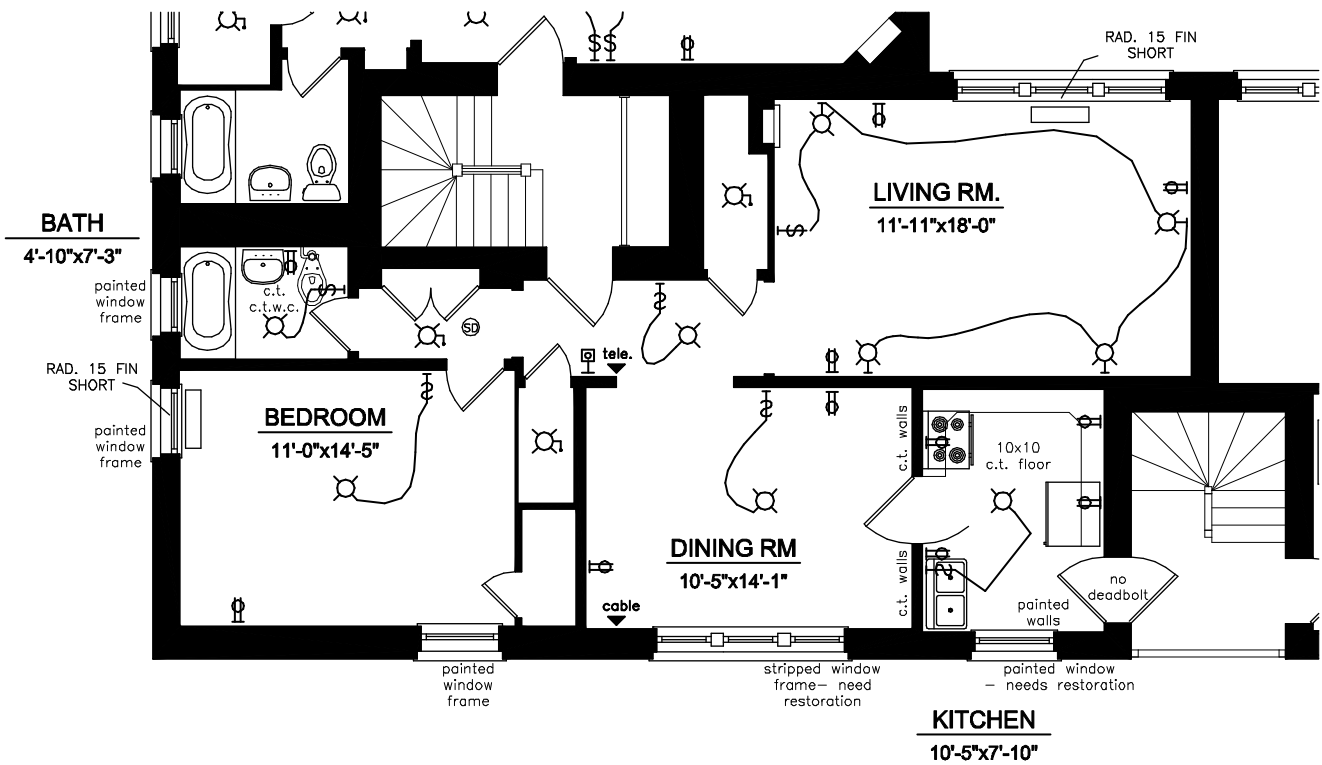 RAD. 15 FIN
SHORT
LIVING RM.
11'-11"x18'-0"
BATH
4'-10"x7'-3"
painted
window
frame
c.t.
c.t.w.c.
SD
tele.
RAD. 15 FIN
SHORT
painted
window
frame
BEDROOM
11'-0"x14'-5"
c.t. walls
10x10
c.t. floor
DINING RM
10'-5"x14'-1"
cable
c.t. walls
no
deadbolt
painted
walls
painted
window
frame
stripped window
frame- need
restoration
painted window
- needs restoration
KITCHEN
10'-5"x7'-10"